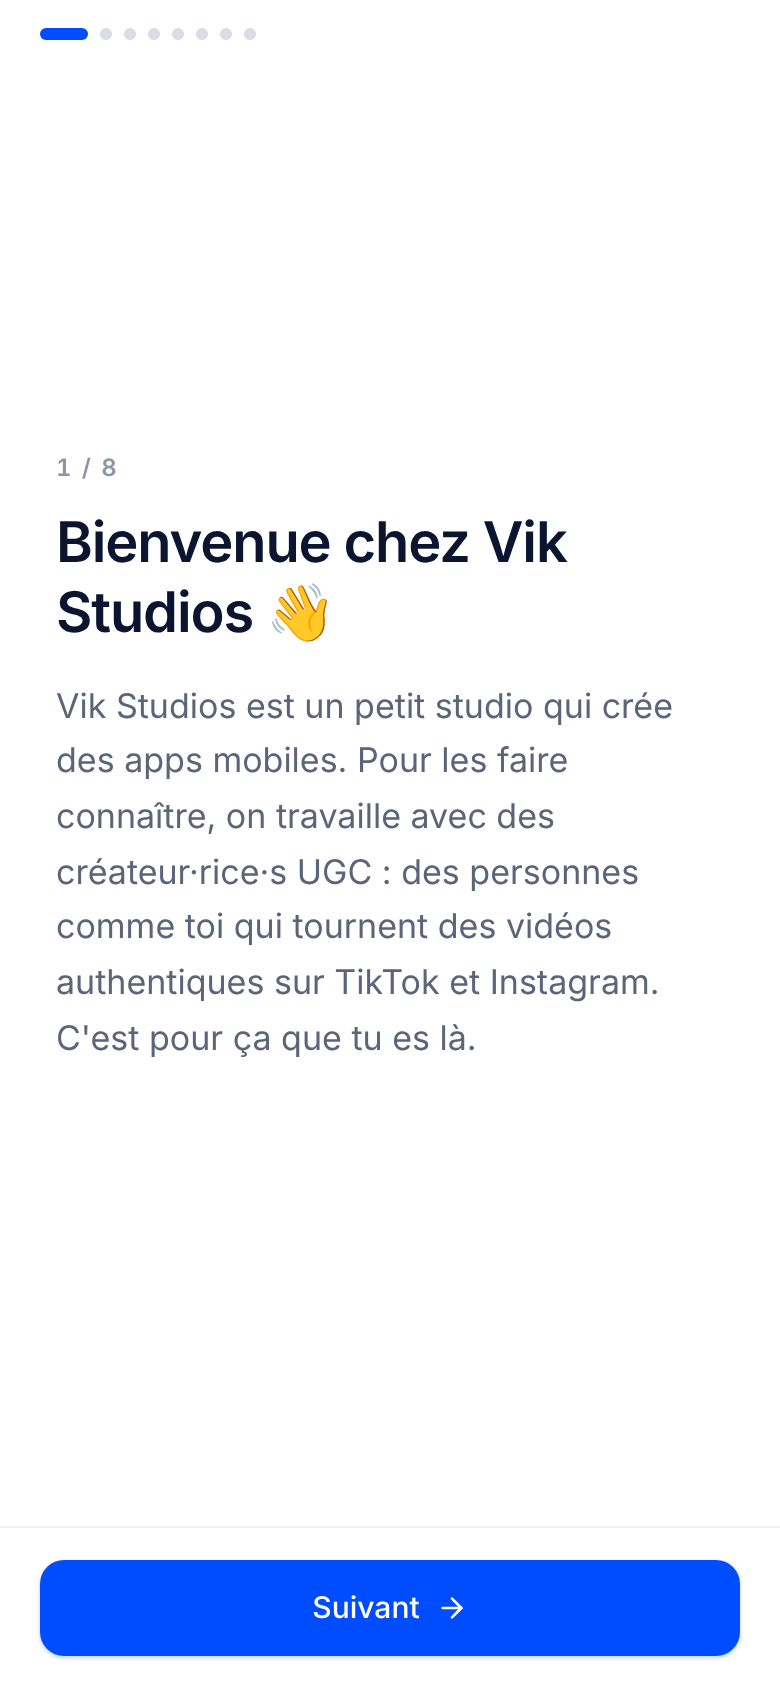 1 / 8
Bienvenue chez Vik
Studios 👋
Vik Studios est un petit studio qui crée
des apps mobiles. Pour les faire
connaître, on travaille avec des
créateur·rice·s UGC : des personnes
comme toi qui tournent des vidéos
authentiques sur TikTok et Instagram.
C'est pour ça que tu es là.
Suivant →